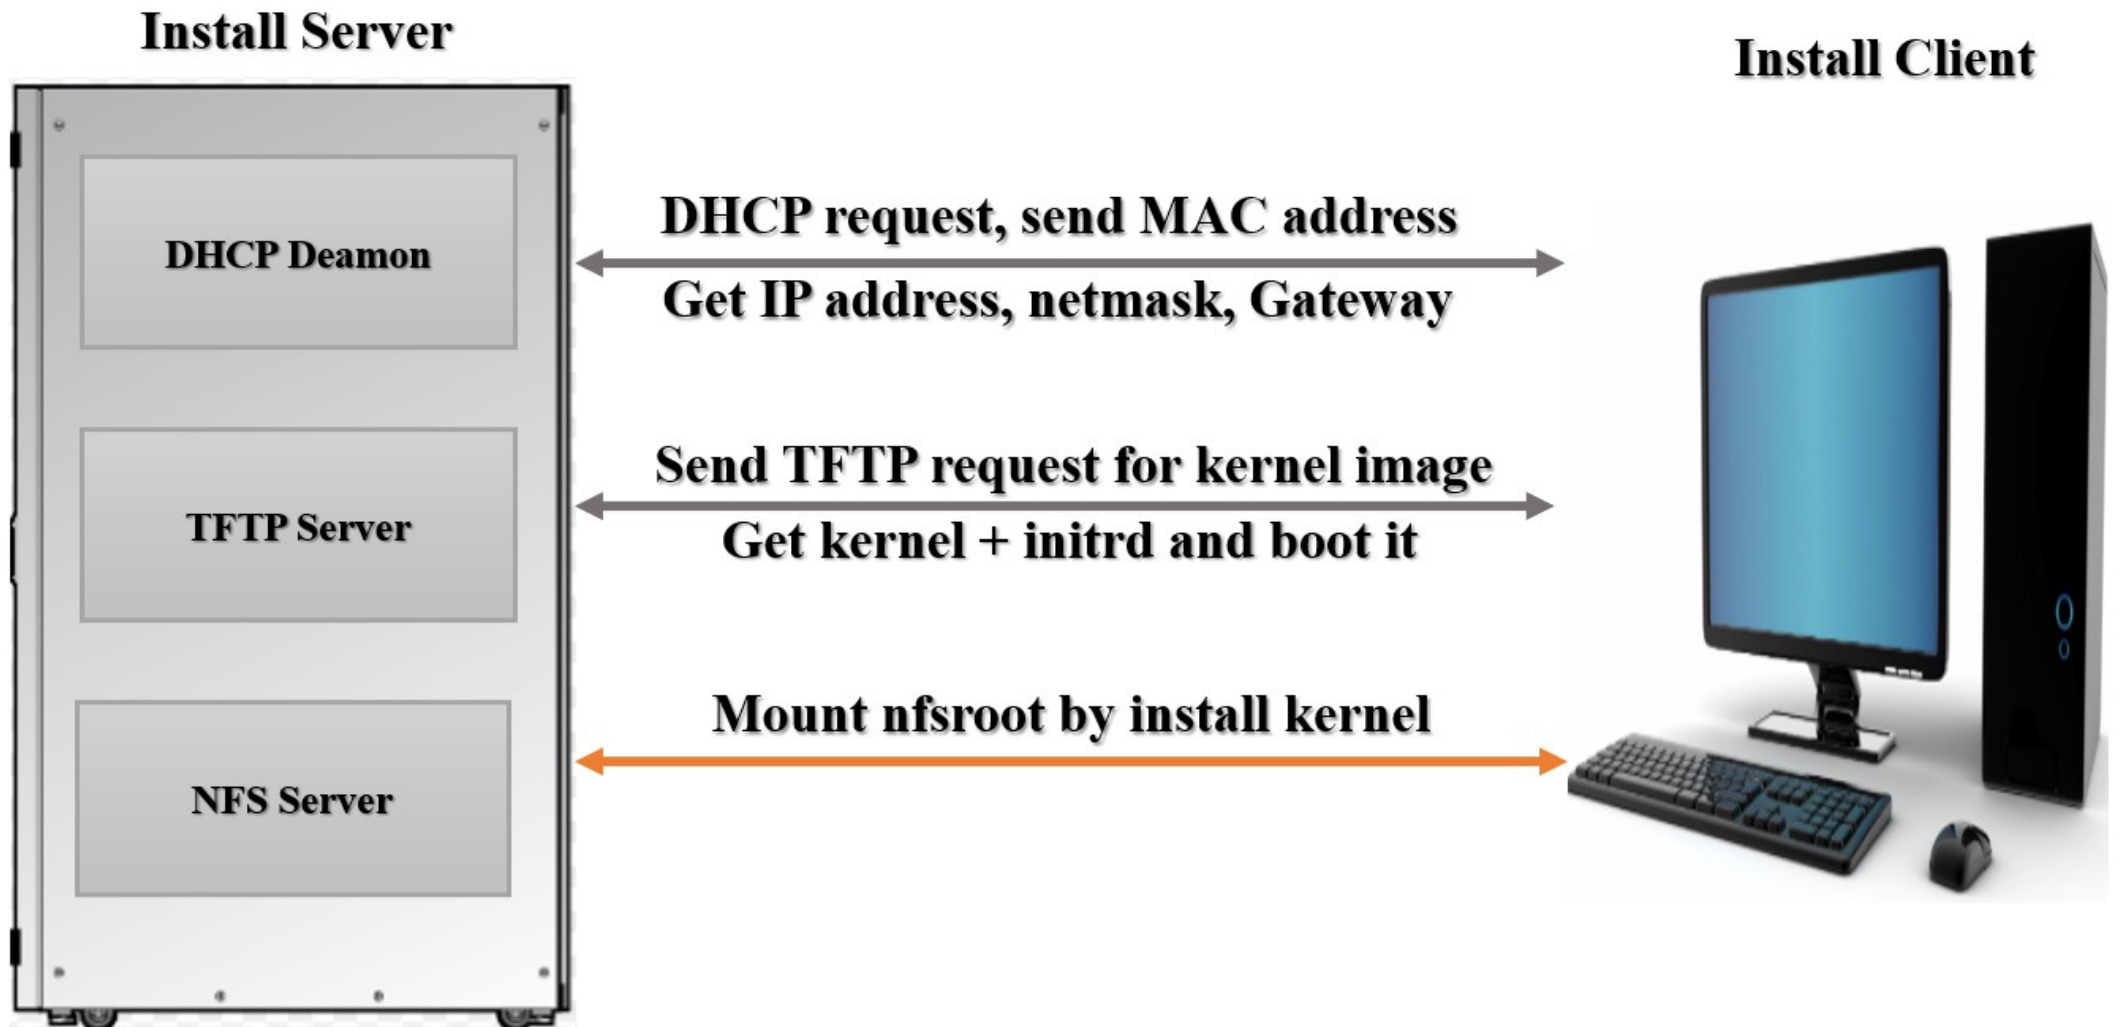 Install Server
Install Client
DHCP Deamon
DHCP request, send MAC address
Get IP address, netmask, Gateway
TFTP Server
Send TFTP request for kernel image
Get kernel + initrd and boot it
NFS Server
Mount nfsroot by install kernel